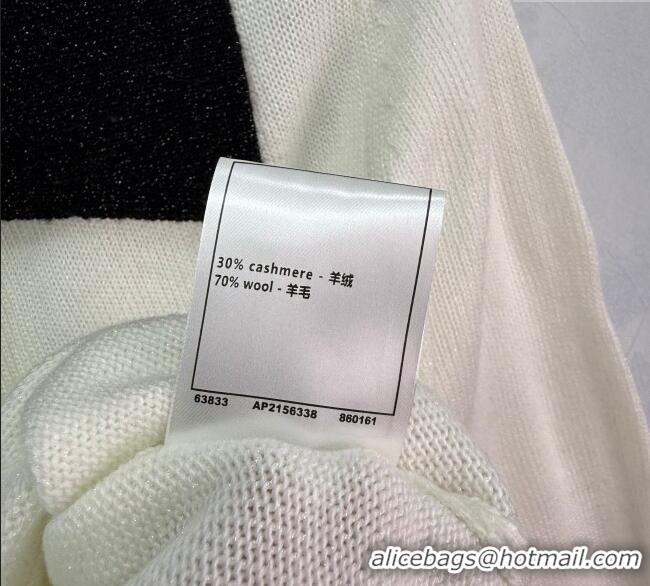 30% cashmere - 羊绒
70% wool - 羊毛
63833 AP2156338 860161
alicebags@hotmail.com